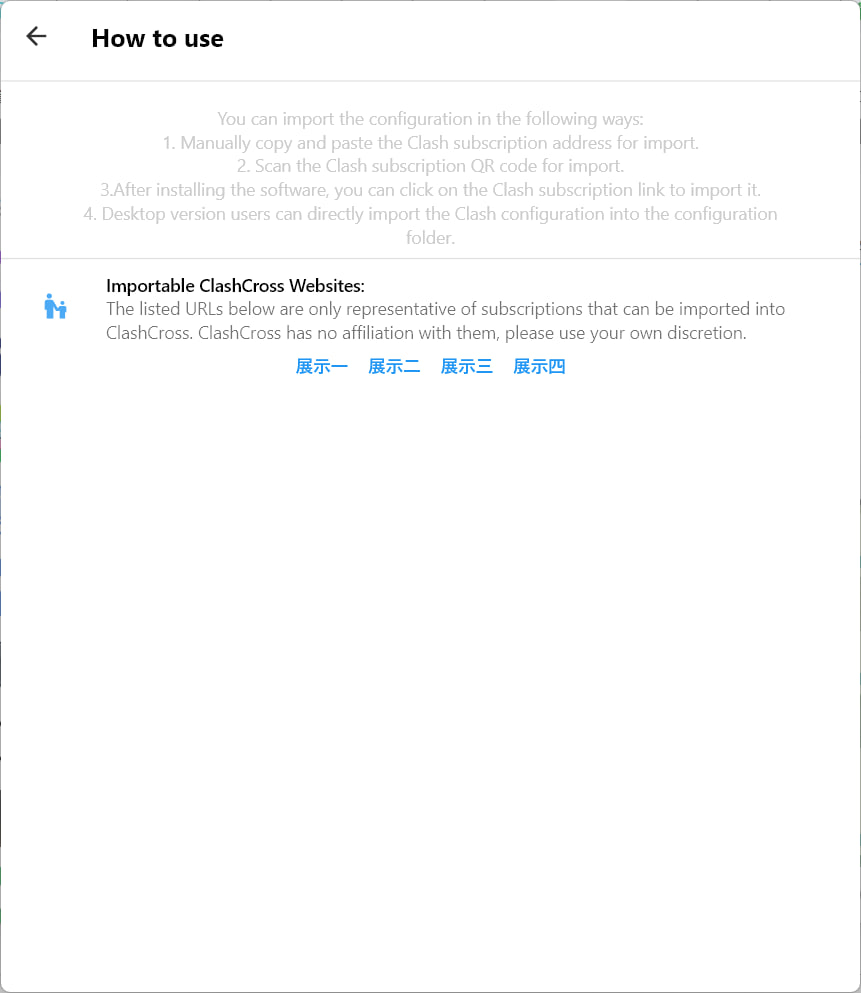 How to use
You can import the configuration in the following ways:
1. Manually copy and paste the Clash subscription address for import.
2. Scan the Clash subscription QR code for import.
3.After installing the software, you can click on the Clash subscription link to import it.
4. Desktop version users can directly import the Clash configuration into the configuration
folder.
Importable ClashCross Websites:
The listed URLs below are only representative of subscriptions that can be imported into
ClashCross. ClashCross has no affiliation with them, please use your own discretion.
展示一 展示二 展示三 展示四